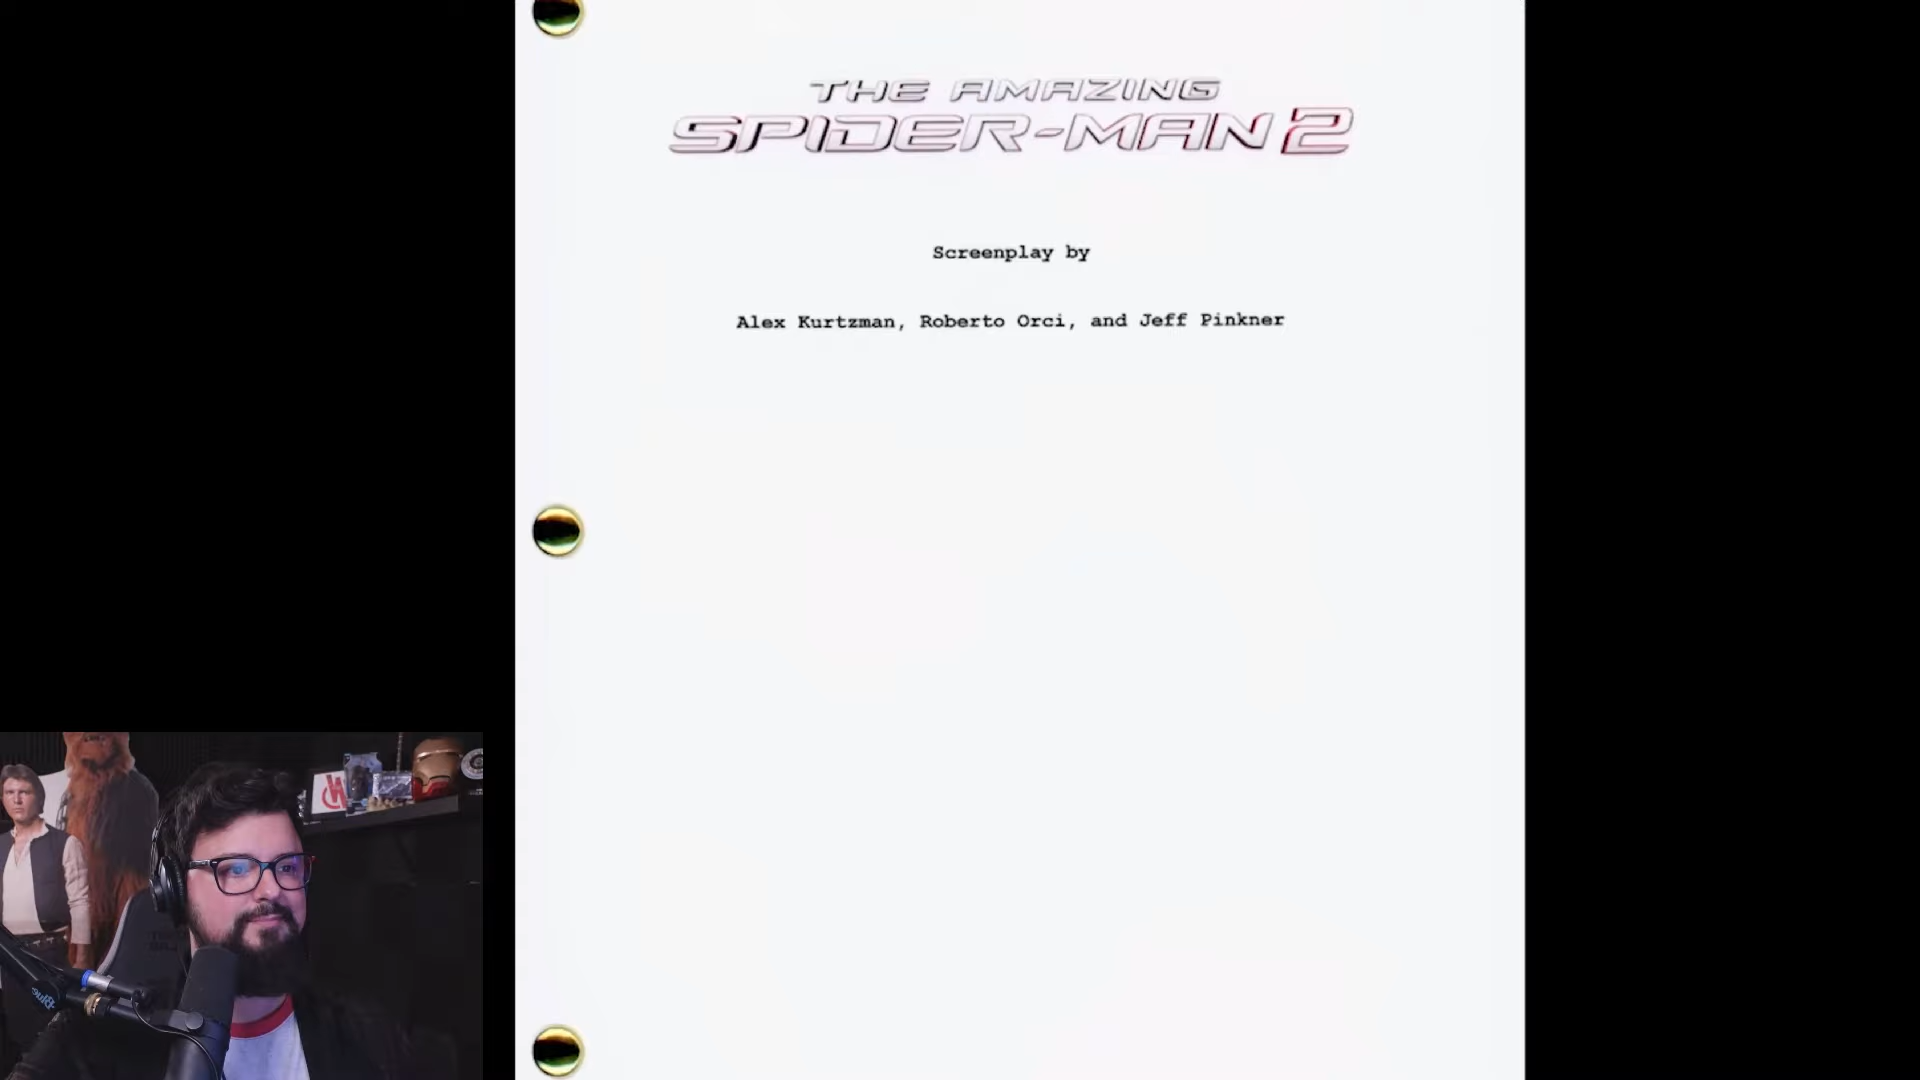 THE AMAZING
SPIDER-MAN 2
Screenplay by
Alex Kurtzman, Roberto Orci, and Jeff Pinkner